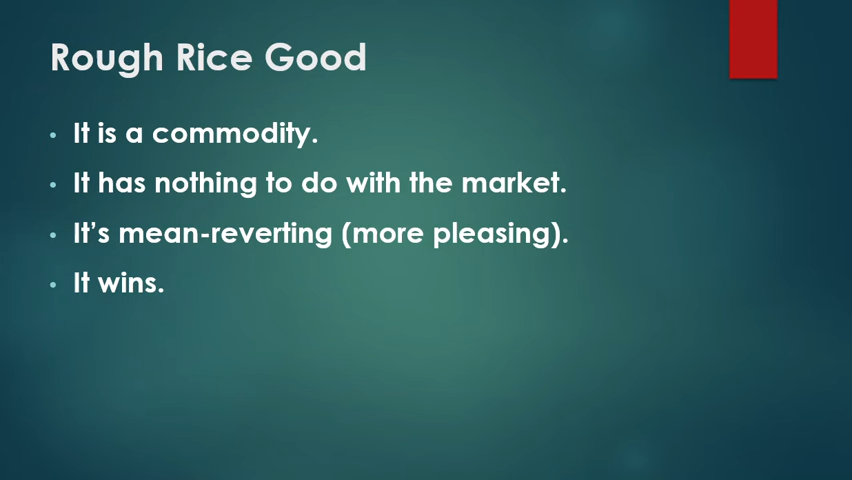 Rough Rice Good
• It is a commodity.
• It has nothing to do with the market.
• It’s mean-reverting (more pleasing).
• It wins.